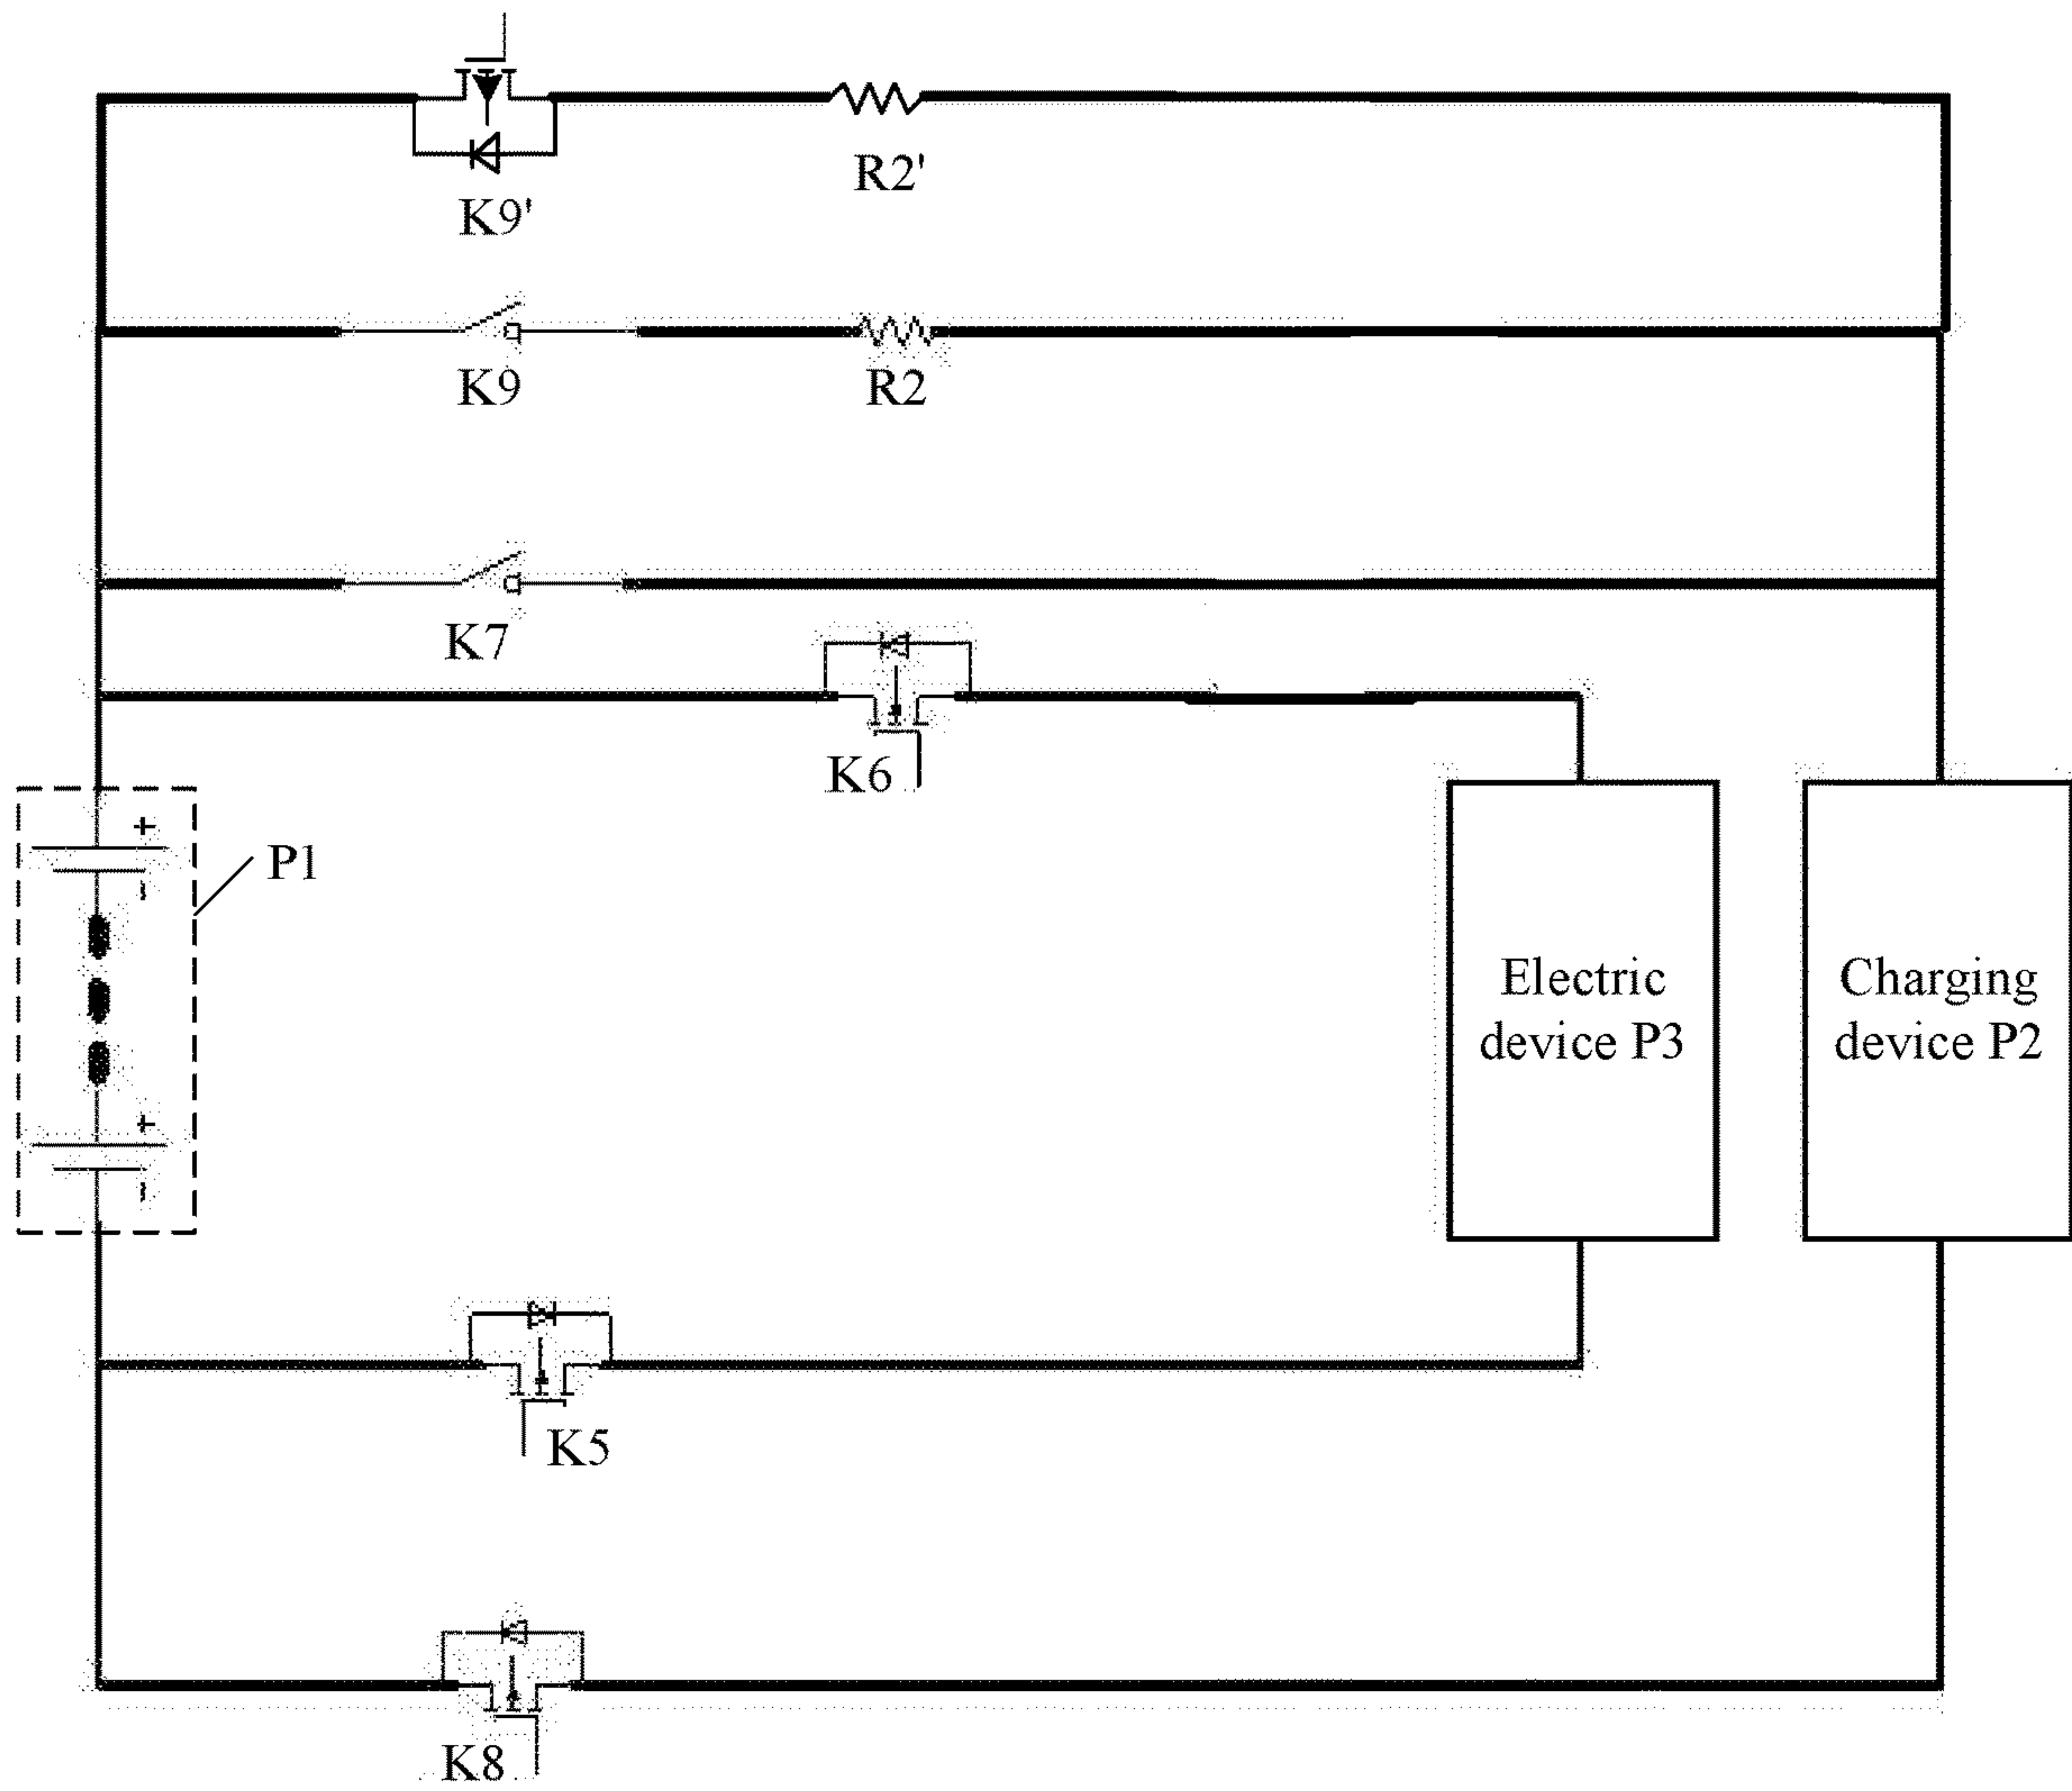 R2'
K9'
K9
R2
K7
K6
+
-
P1
Electric
device P3
Charging
device P2
+
-
K5
K8